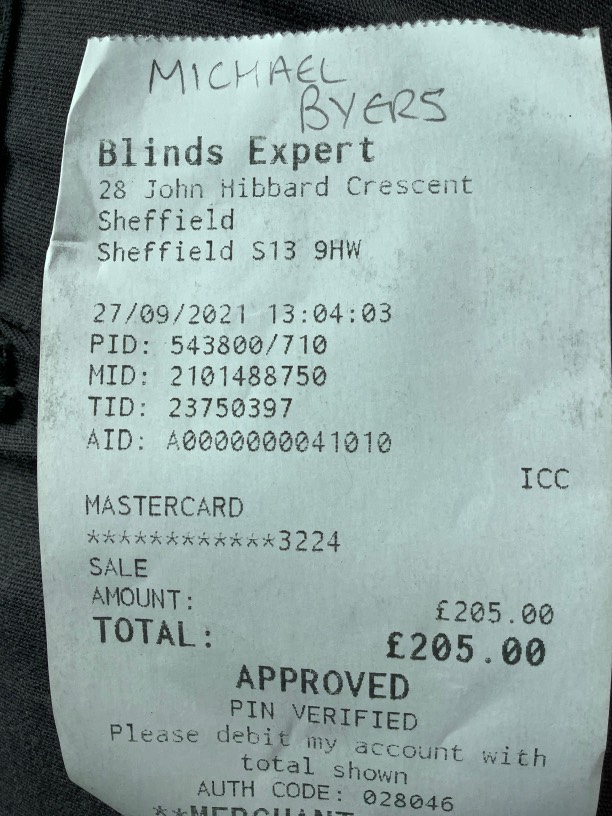 MICHAEL
BYERS
Blinds Expert
28 John Hibbard Crescent
Sheffield
Sheffield S13 9HW
27/09/2021 13:04:03
PID: 543800/710
MID: 2101488750
TID: 23750397
AID: A0000000041010
ICC
MASTERCARD
************3224
SALE
AMOUNT: £205.00
TOTAL: £205.00
APPROVED
PIN VERIFIED
Please debit my account with
total shown
AUTH CODE: 028046
**MERCHANT